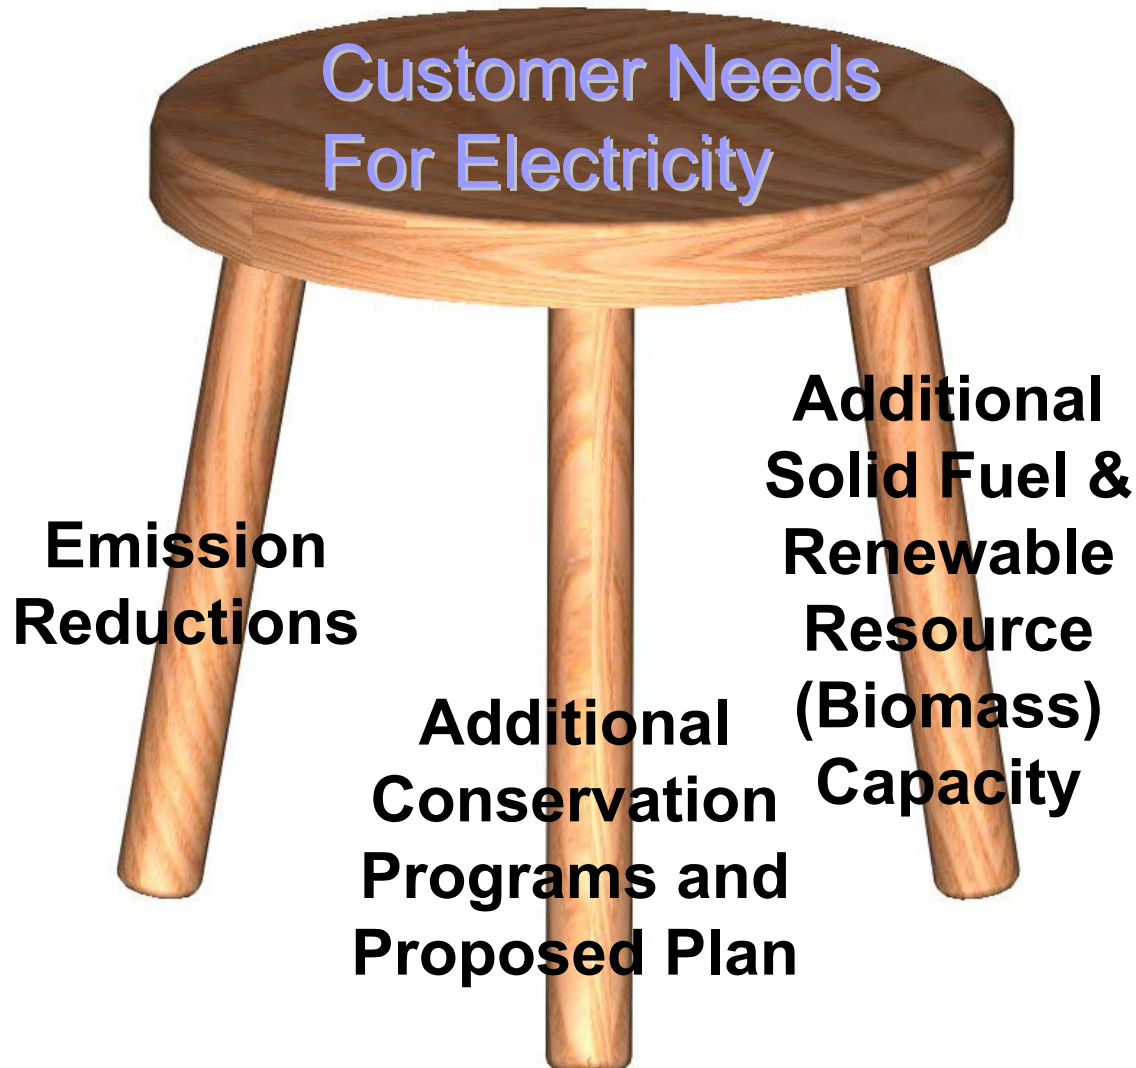 Customer Needs
For Electricity
Emission
Reductions
Additional
Conservation
Programs and
Proposed Plan
Additional
Solid Fuel &
Renewable
Resource
(Biomass)
Capacity